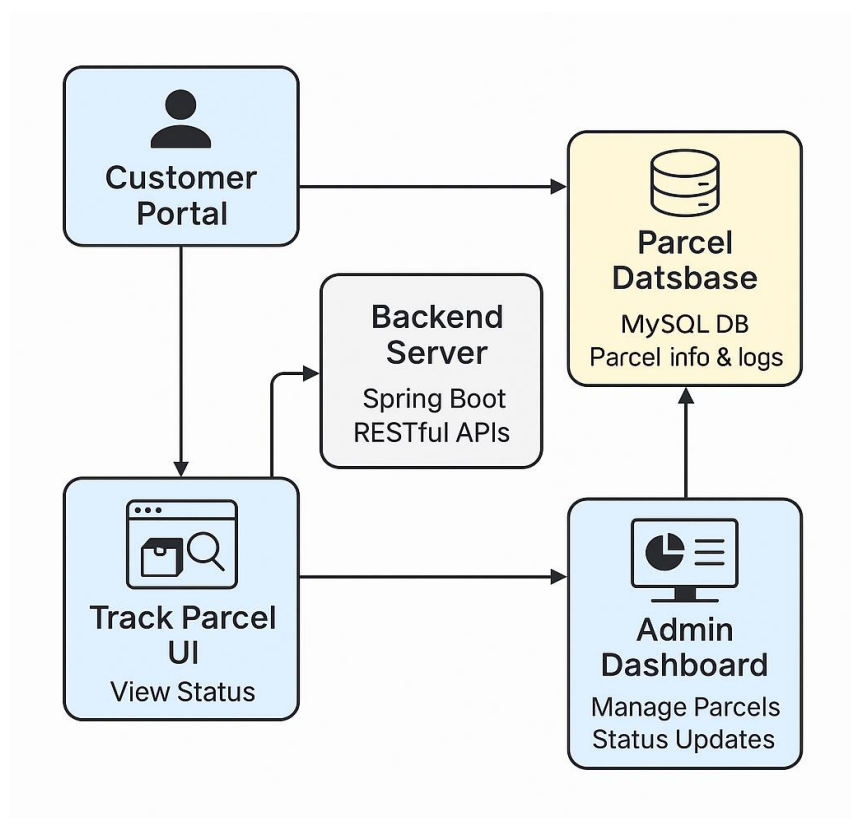 Customer
Portal
Parcel
Datsbase
MySQL DB
Parcel info & logs
Backend
Server
Spring Boot
RESTful APIs
Track Parcel
UI
View Status
Admin
Dashboard
Manage Parcels
Status Updates